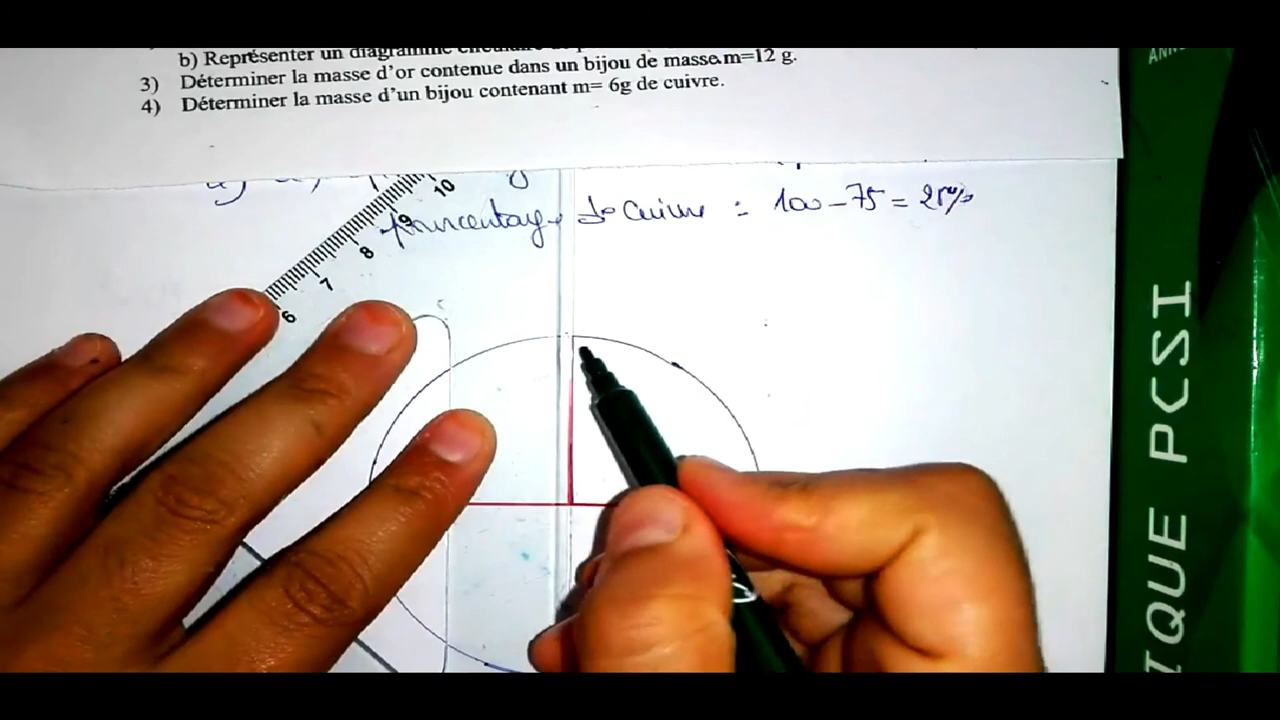 b) Représenter un diagramme circulaire
3) Déterminer la masse d'or contenue dans un bijou de masse m=12 g.
4) Déterminer la masse d'un bijou contenant m= 6g de cuivre.
pourcentage de Cuivre : 100 - 75 = 25%
10
9
8
7
6
IQUE PCSI